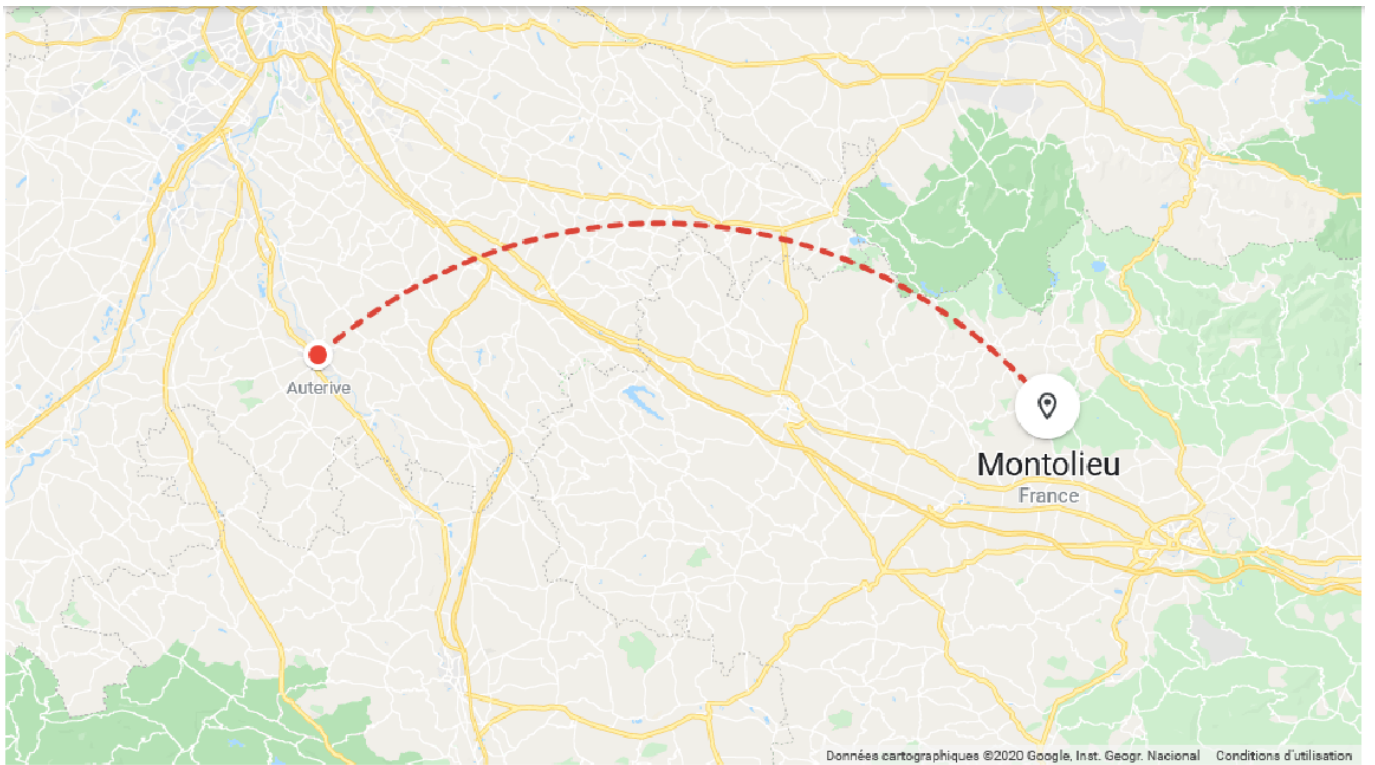 Auterive
Montolieu
France
Données cartographiques ©2020 Google, Inst. Geogr. Nacional Conditions d'utilisation